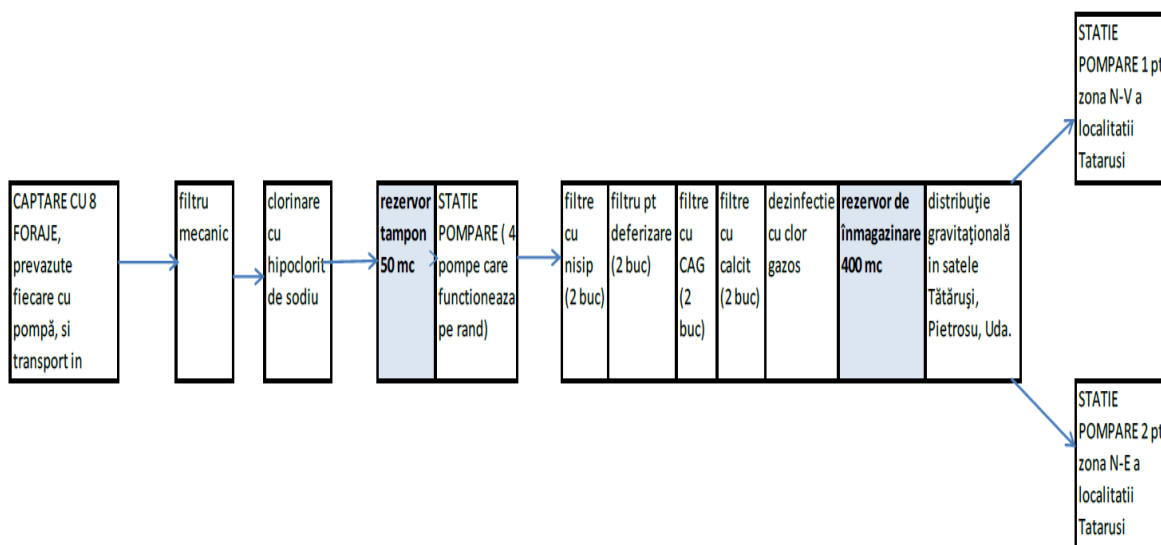 CAPTARE CU 8
FORAJE,
prevazute
fiecare cu
pompă, si
transport in
filtru
mecanic
clorinare
cu
hipoclorit
de sodiu
rezervor
tampon
50 mc
STATIE
POMPARE ( 4
pompe care
functioneaza
pe rand)
filtre
cu
nisip
(2 buc)
filtru pt
deferizare
(2 buc)
filtre
cu
CAG
(2
buc)
filtre
cu
calcit
(2 buc)
dezinfectie
cu clor
gazos
rezervor de
înmagazinare
400 mc
distribuție
gravitațională
in satele
Tătăruși,
Pietrosu, Uda.
STATIE
POMPARE 1 pt
zona N-V a
localitatii
Tatarusi
STATIE
POMPARE 2 pt
zona N-E a
localitatii
Tatarusi